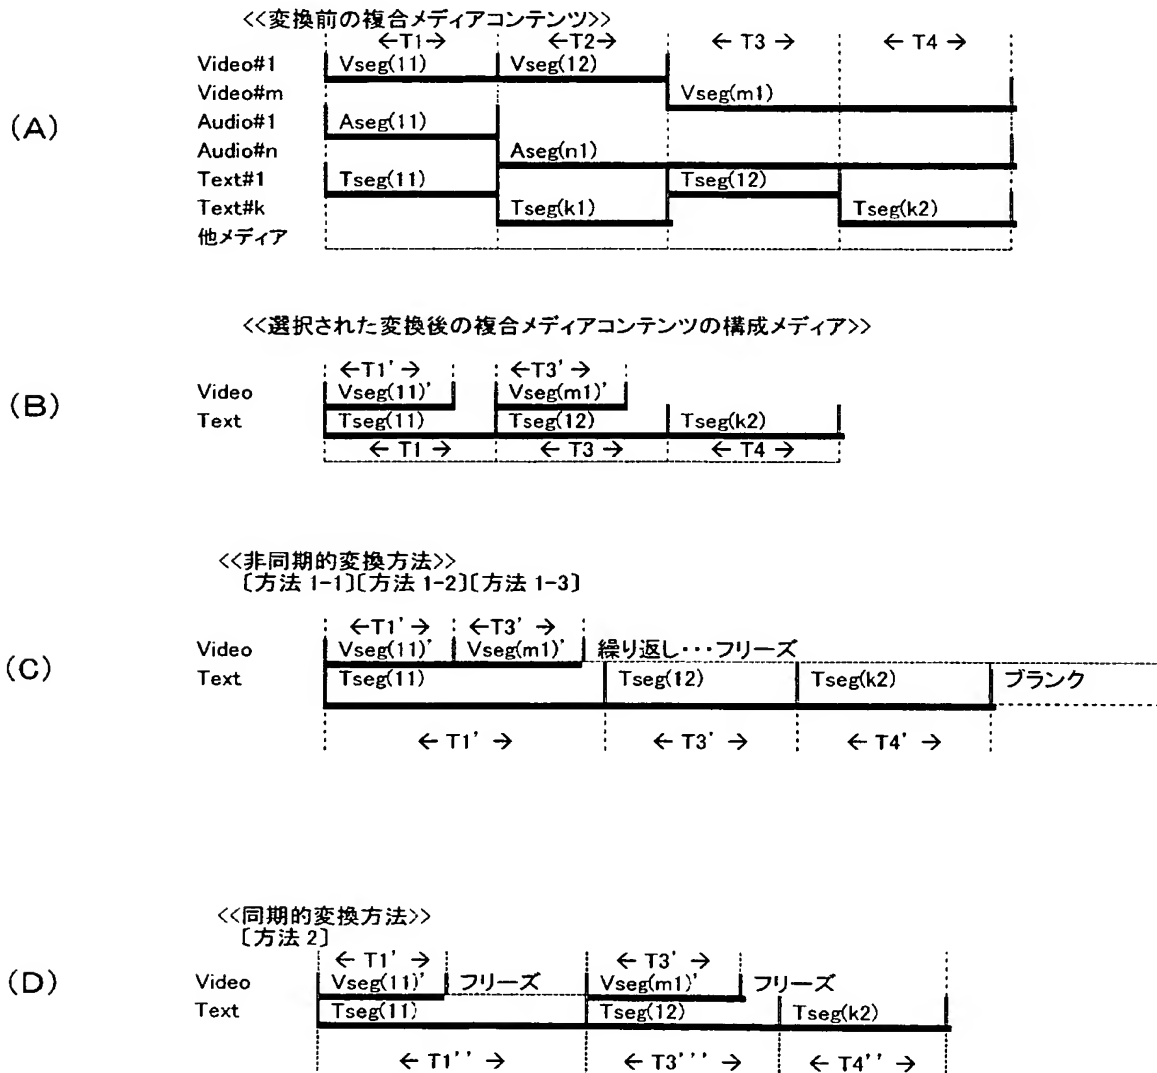 <<変換前の複合メディアコンテンツ>>
←T1→ ←T2→ ← T3 → ← T4 →
Video#1 Vseg(11) Vseg(12)
Video#m Vseg(m1)
(A)
Audio#1 Aseg(11)
Audio#n Aseg(n1)
Text#1 Tseg(11) Tseg(12)
Text#k Tseg(k1) Tseg(k2)
他メディア
<<選択された変換後の複合メディアコンテンツの構成メディア>>
←T1' → ←T3' →
(B)
Video Vseg(11)' Vseg(m1)'
Text Tseg(11) Tseg(12) Tseg(k2)
← T1 → ← T3 → ← T4 →
<<非同期的変換方法>>
[方法 1-1][方法 1-2][方法 1-3]
←T1' → ←T3' →
(C)
Video Vseg(11)' Vseg(m1)' 繰り返し・・・フリーズ
Text Tseg(11) Tseg(12) Tseg(k2) ブランク
← T1' → ← T3' → ← T4' →
<<同期的変換方法>>
[方法 2]
← T1' → ← T3' →
(D)
Video Vseg(11)' フリーズ Vseg(m1)' フリーズ
Text Tseg(11) Tseg(12) Tseg(k2)
← T1'' → ← T3''' → ← T4'' →